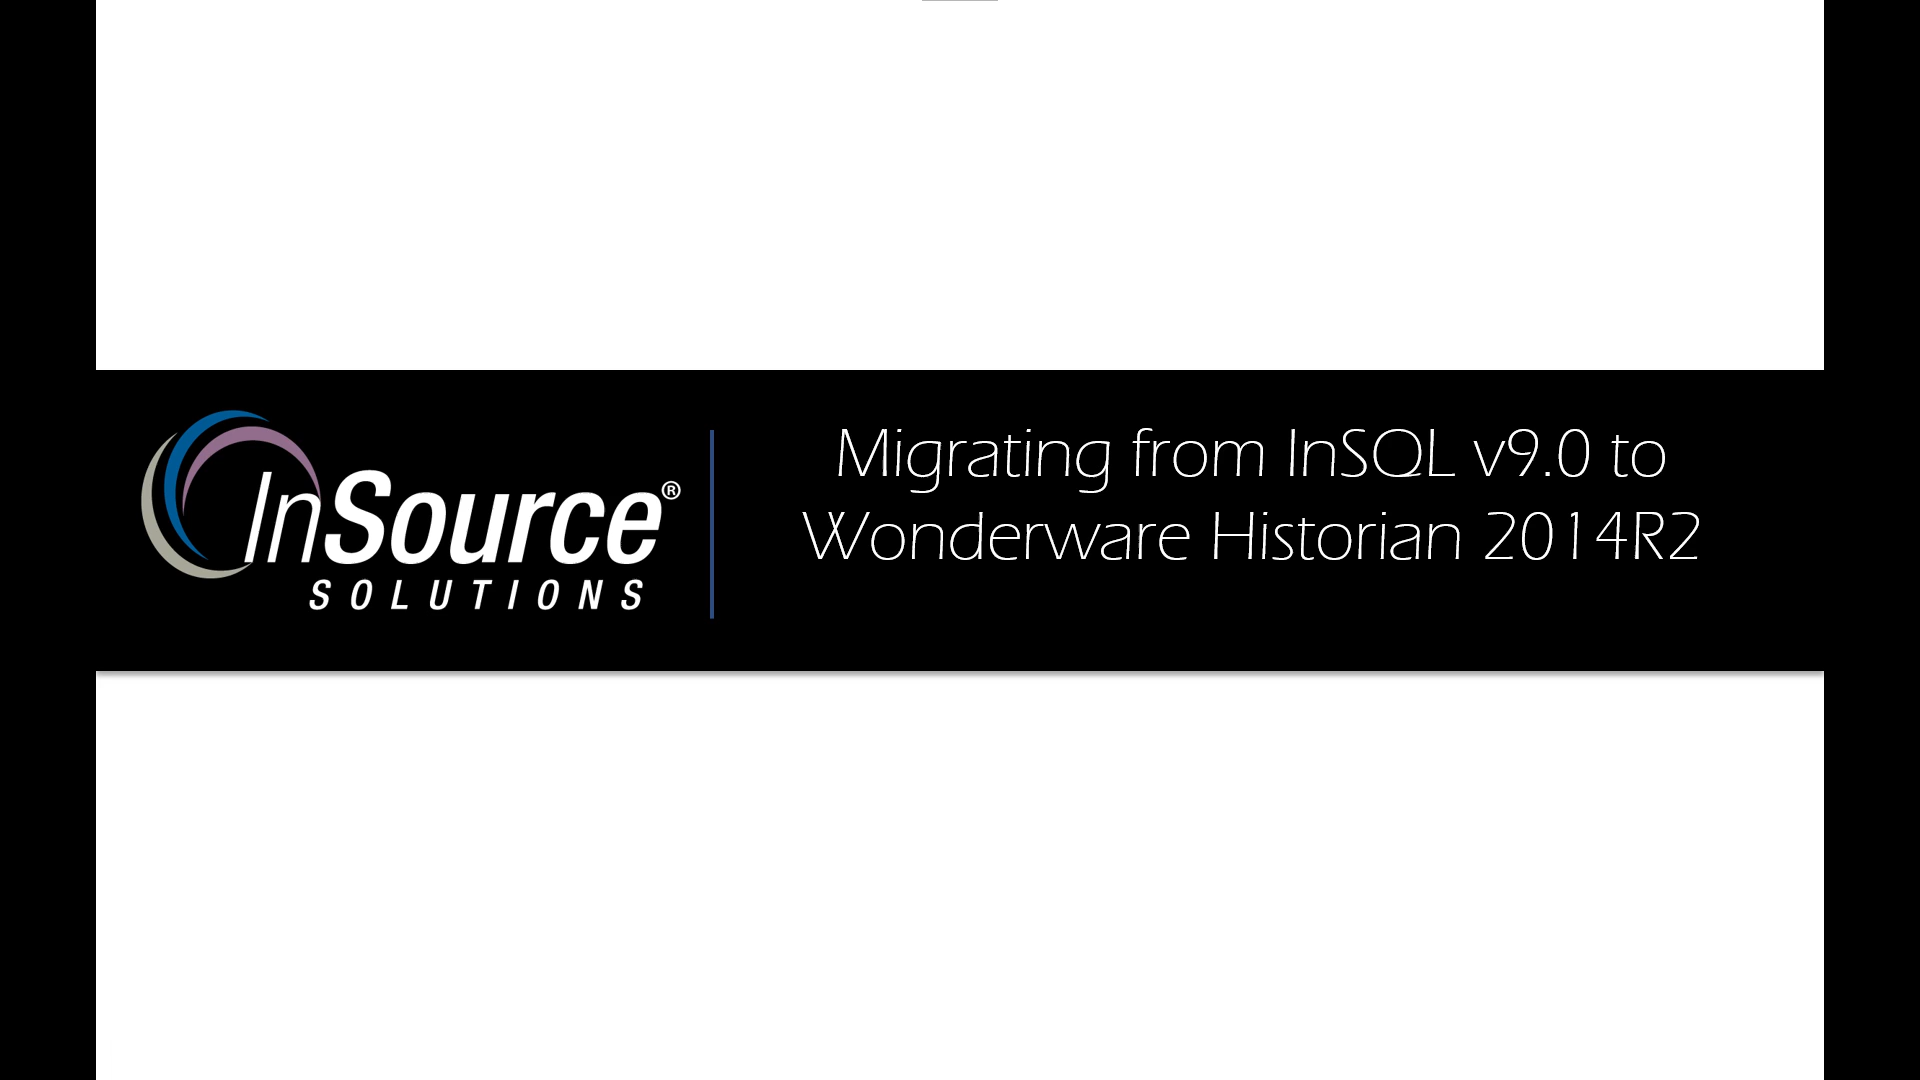 InSource®
SOLUTIONS
Migrating from InSQL v9.0 to
Wonderware Historian 2014R2